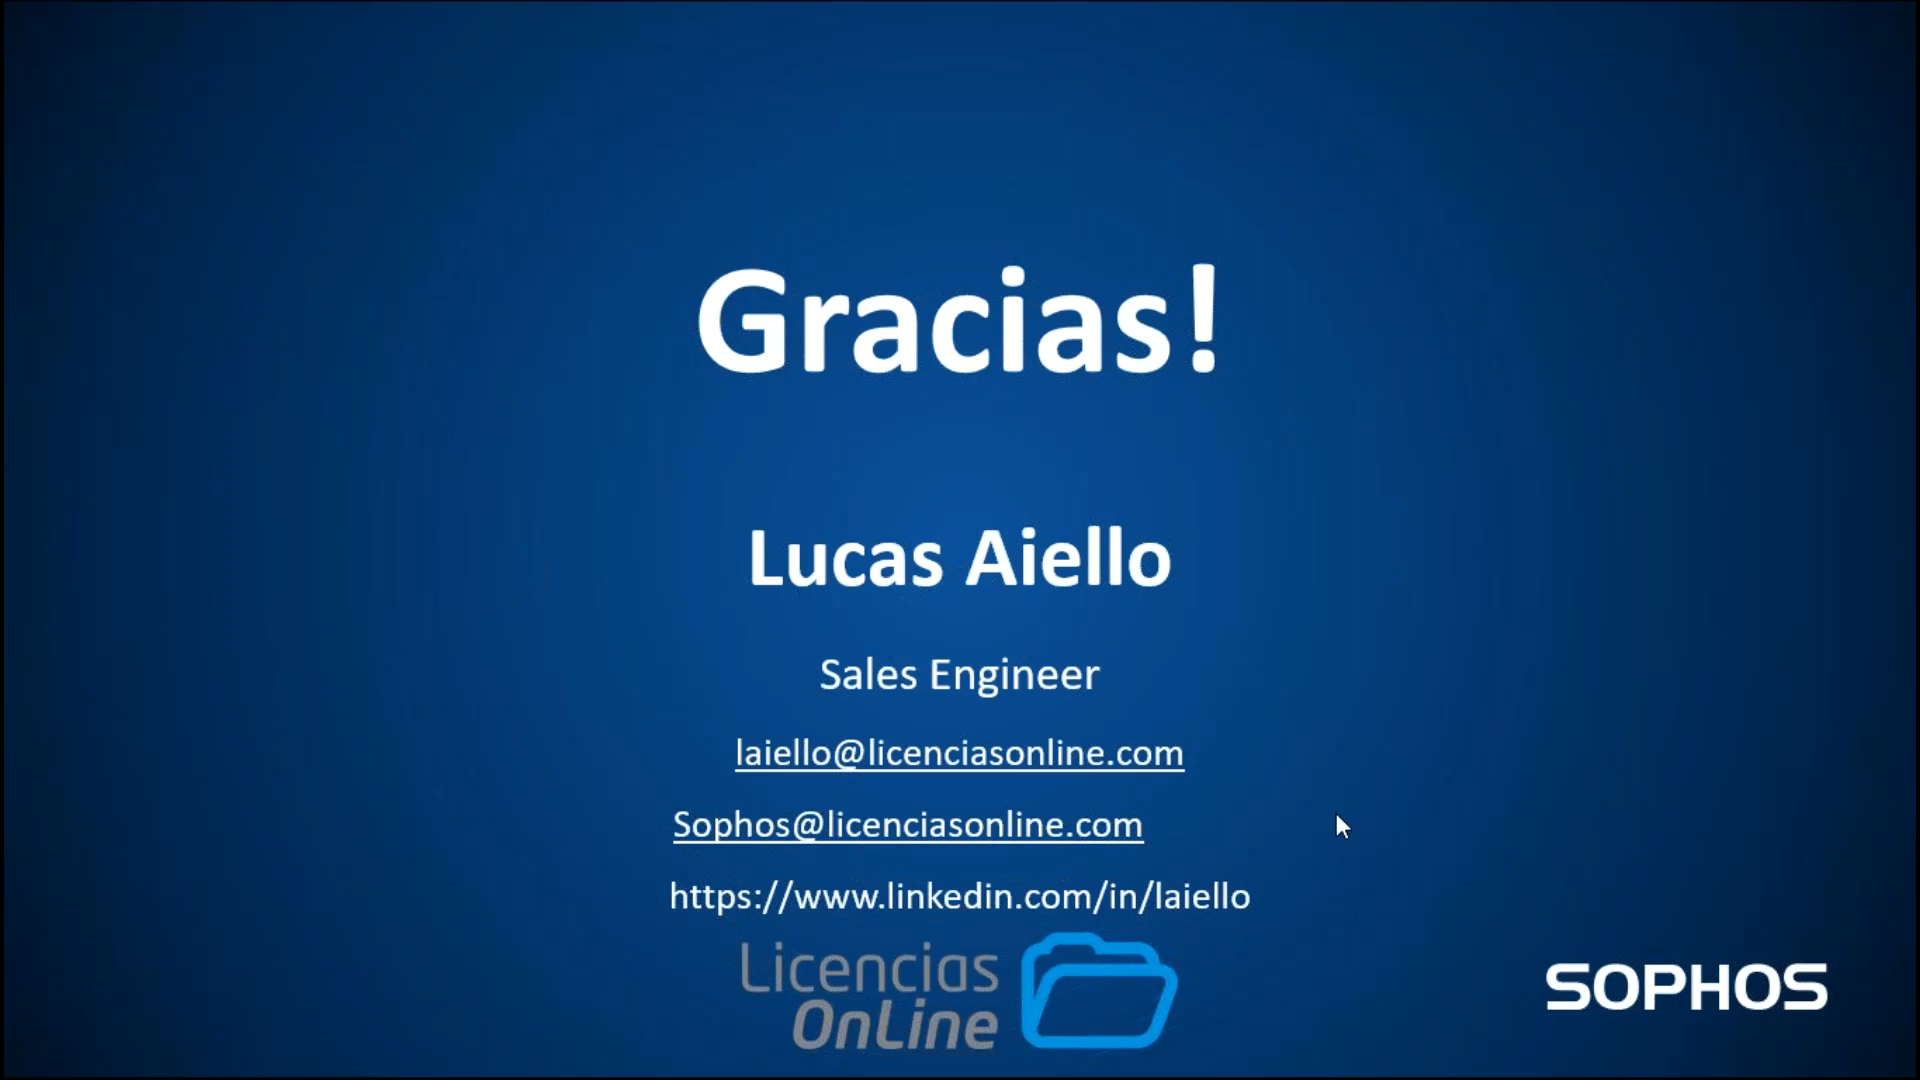 Gracias!
Lucas Aiello
Sales Engineer
laiello@licenciasonline.com
Sophos@licenciasonline.com
https://www.linkedin.com/in/laiello
Licencias
OnLine
SOPHOS